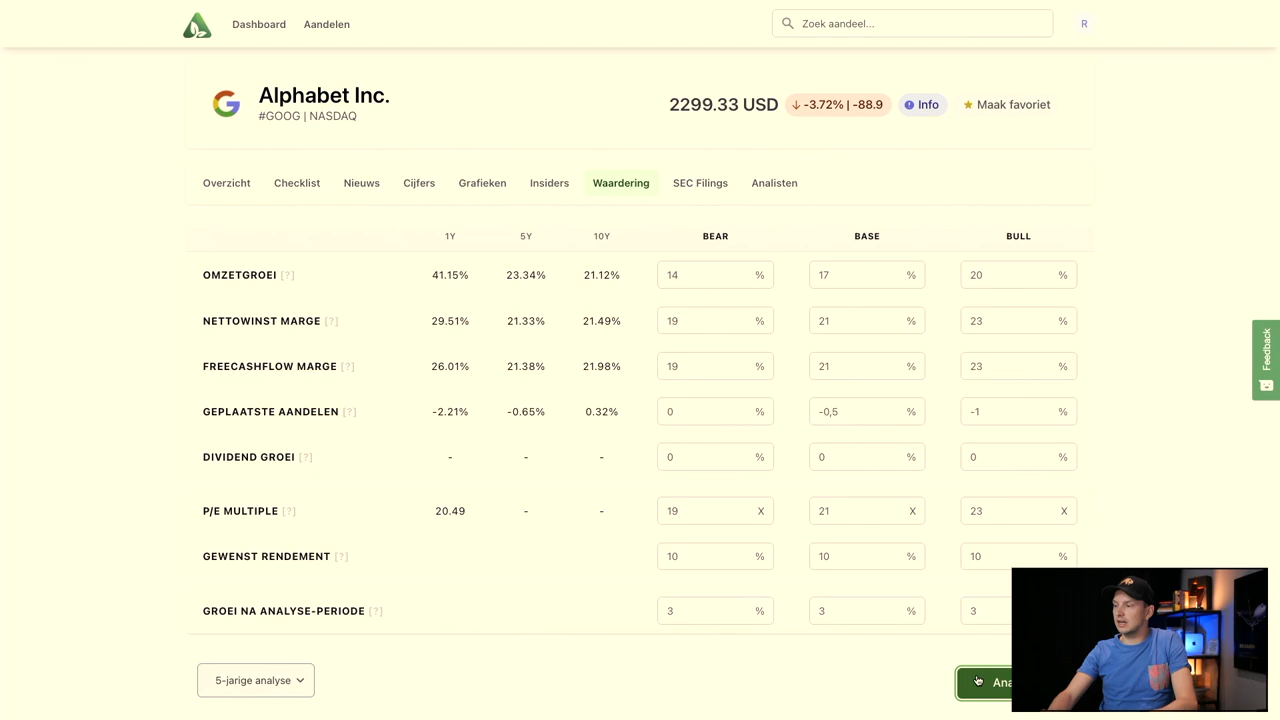 Dashboard Aandelen Zoek aandeel... R
Alphabet Inc.
#GOOG | NASDAQ
2299.33 USD -3.72% | -88.9 Info Maak favoriet
Overzicht Checklist Nieuws Cijfers Grafieken Insiders Waardering SEC Filings Analisten
1Y 5Y 10Y BEAR BASE BULL
OMZETGROEI [?] 41.15% 23.34% 21.12% 14 % 17 % 20 %
NETTOWINST MARGE [?] 29.51% 21.33% 21.49% 19 % 21 % 23 %
FREECASHFLOW MARGE [?] 26.01% 21.38% 21.98% 19 % 21 % 23 %
GEPLAATSTE AANDELEN [?] -2.21% -0.65% 0.32% 0 % -0,5 % -1 %
DIVIDEND GROEI [?] - - - 0 % 0 % 0 %
P/E MULTIPLE [?] 20.49 - - 19 X 21 X 23 X
GEWENST RENDEMENT [?] 10 % 10 % 10 %
GROEI NA ANALYSE-PERIODE [?] 3 % 3 % 3
5-jarige analyse Ana
Feedback